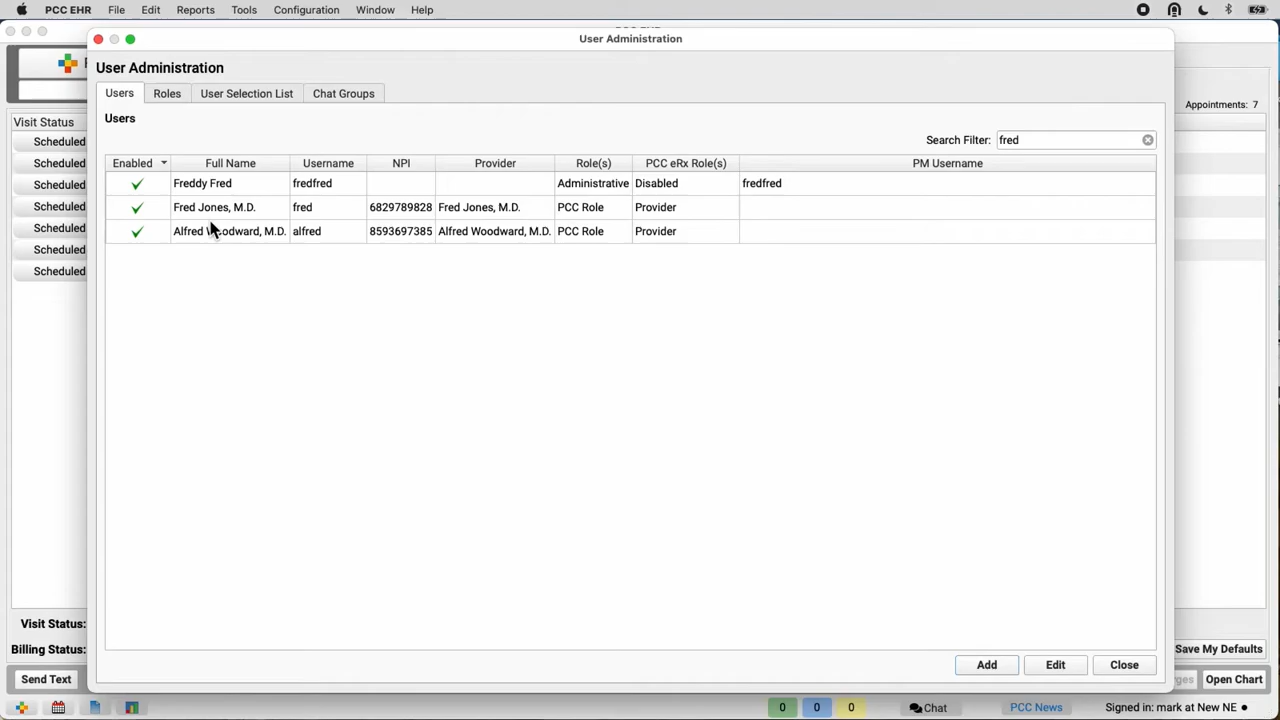 PCC EHR File Edit Reports Tools Configuration Window Help
User Administration
User Administration
Users Roles User Selection List Chat Groups
Users
Search Filter: fred
Enabled Full Name Username NPI Provider Role(s) PCC eRx Role(s) PM Username
Freddy Fred fredfred Administrative Disabled fredfred
Fred Jones, M.D. fred 6829789828 Fred Jones, M.D. PCC Role Provider
Alfred Woodward, M.D. alfred 8593697385 Alfred Woodward, M.D. PCC Role Provider
Add Edit Close
Appointments: 7
Visit Status
Scheduled
Scheduled
Scheduled
Scheduled
Scheduled
Scheduled
Scheduled
Visit Status:
Billing Status:
Save My Defaults
Send Text
Open Chart
0 0 0 Chat PCC News Signed in: mark at New NE